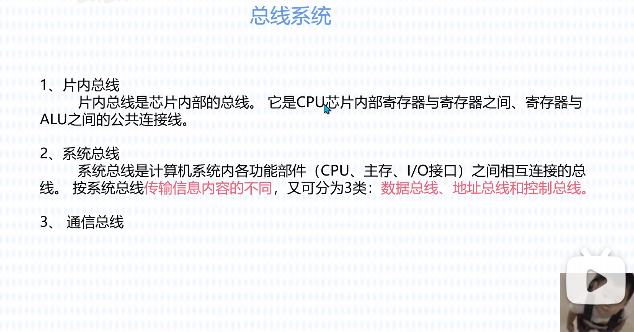 总线系统
1、片内总线
片内总线是芯片内部的总线。 它是CPU芯片内部寄存器与寄存器之间、寄存器与
ALU之间的公共连接线。
2、系统总线
系统总线是计算机系统内各功能部件（CPU、主存、I/O接口）之间相互连接的总
线。 按系统总线传输信息内容的不同，又可分为3类：数据总线、地址总线和控制总线。
3、 通信总线